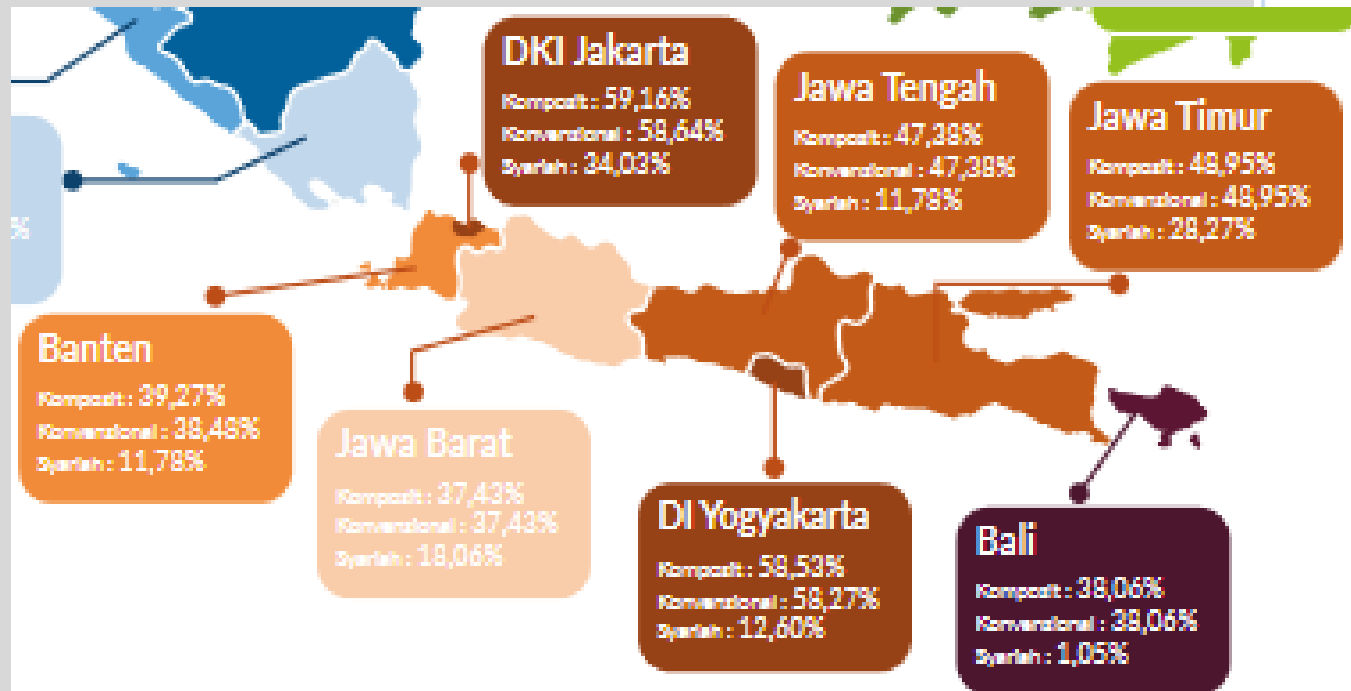 DKI Jakarta
Komposit : 59,16%
Konvensional : 58,64%
Syariah : 34,03%
Jawa Tengah
Komposit : 47,38%
Konvensional : 47,38%
Syariah : 11,78%
Jawa Timur
Komposit : 48,95%
Konvensional : 48,95%
Syariah : 28,27%
%
Banten
Komposit : 39,27%
Konvensional : 38,48%
Syariah : 11,78%
Jawa Barat
Komposit : 37,43%
Konvensional : 37,43%
Syariah : 18,06%
DI Yogyakarta
Komposit : 58,53%
Konvensional : 58,27%
Syariah : 12,60%
Bali
Komposit : 38,06%
Konvensional : 38,06%
Syariah : 1,05%